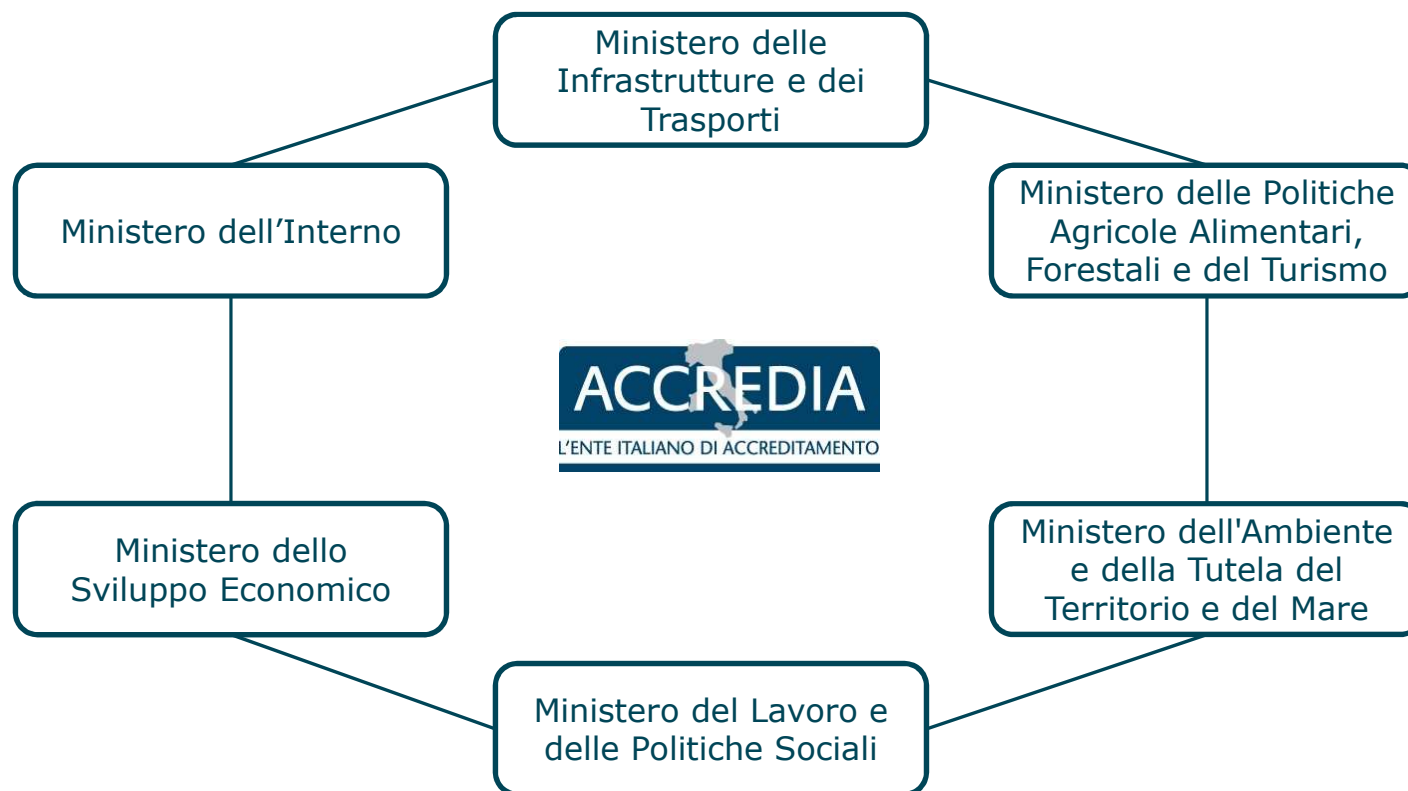 Ministero delle
Infrastrutture e dei
Trasporti
Ministero dell’Interno
Ministero delle Politiche
Agricole Alimentari,
Forestali e del Turismo
ACCREDIA
L'ENTE ITALIANO DI ACCREDITAMENTO
Ministero dello
Sviluppo Economico
Ministero dell'Ambiente
e della Tutela del
Territorio e del Mare
Ministero del Lavoro e
delle Politiche Sociali